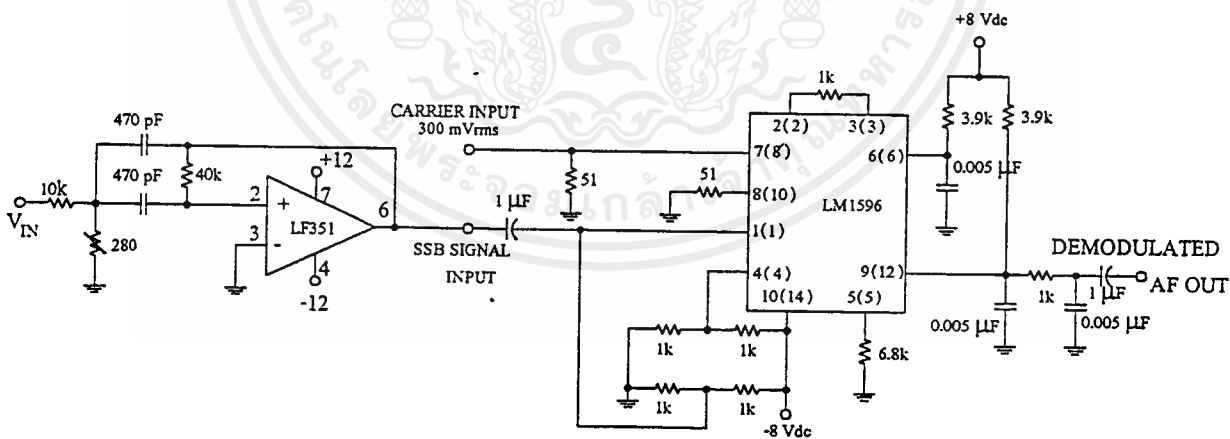 +8 Vdc
1k
470 pF
CARRIER INPUT
300 mVrms
2(2)
3(3)
3.9k
3.9k
7(8)
6(6)
0.005 µF
470 pF
40k
+12
51
51
8(10)
LM1596
10k
2
+
7
6
1 µF
1(1)
V IN
LF351
280
3
-
4
-12
SSB SIGNAL
INPUT
4(4)
9(12)
DEMODULATED
AF OUT
10(14)
5(5)
1k
1 µF
0.005 µF
0.005 µF
1k
1k
6.8k
1k
1k
-8 Vdc